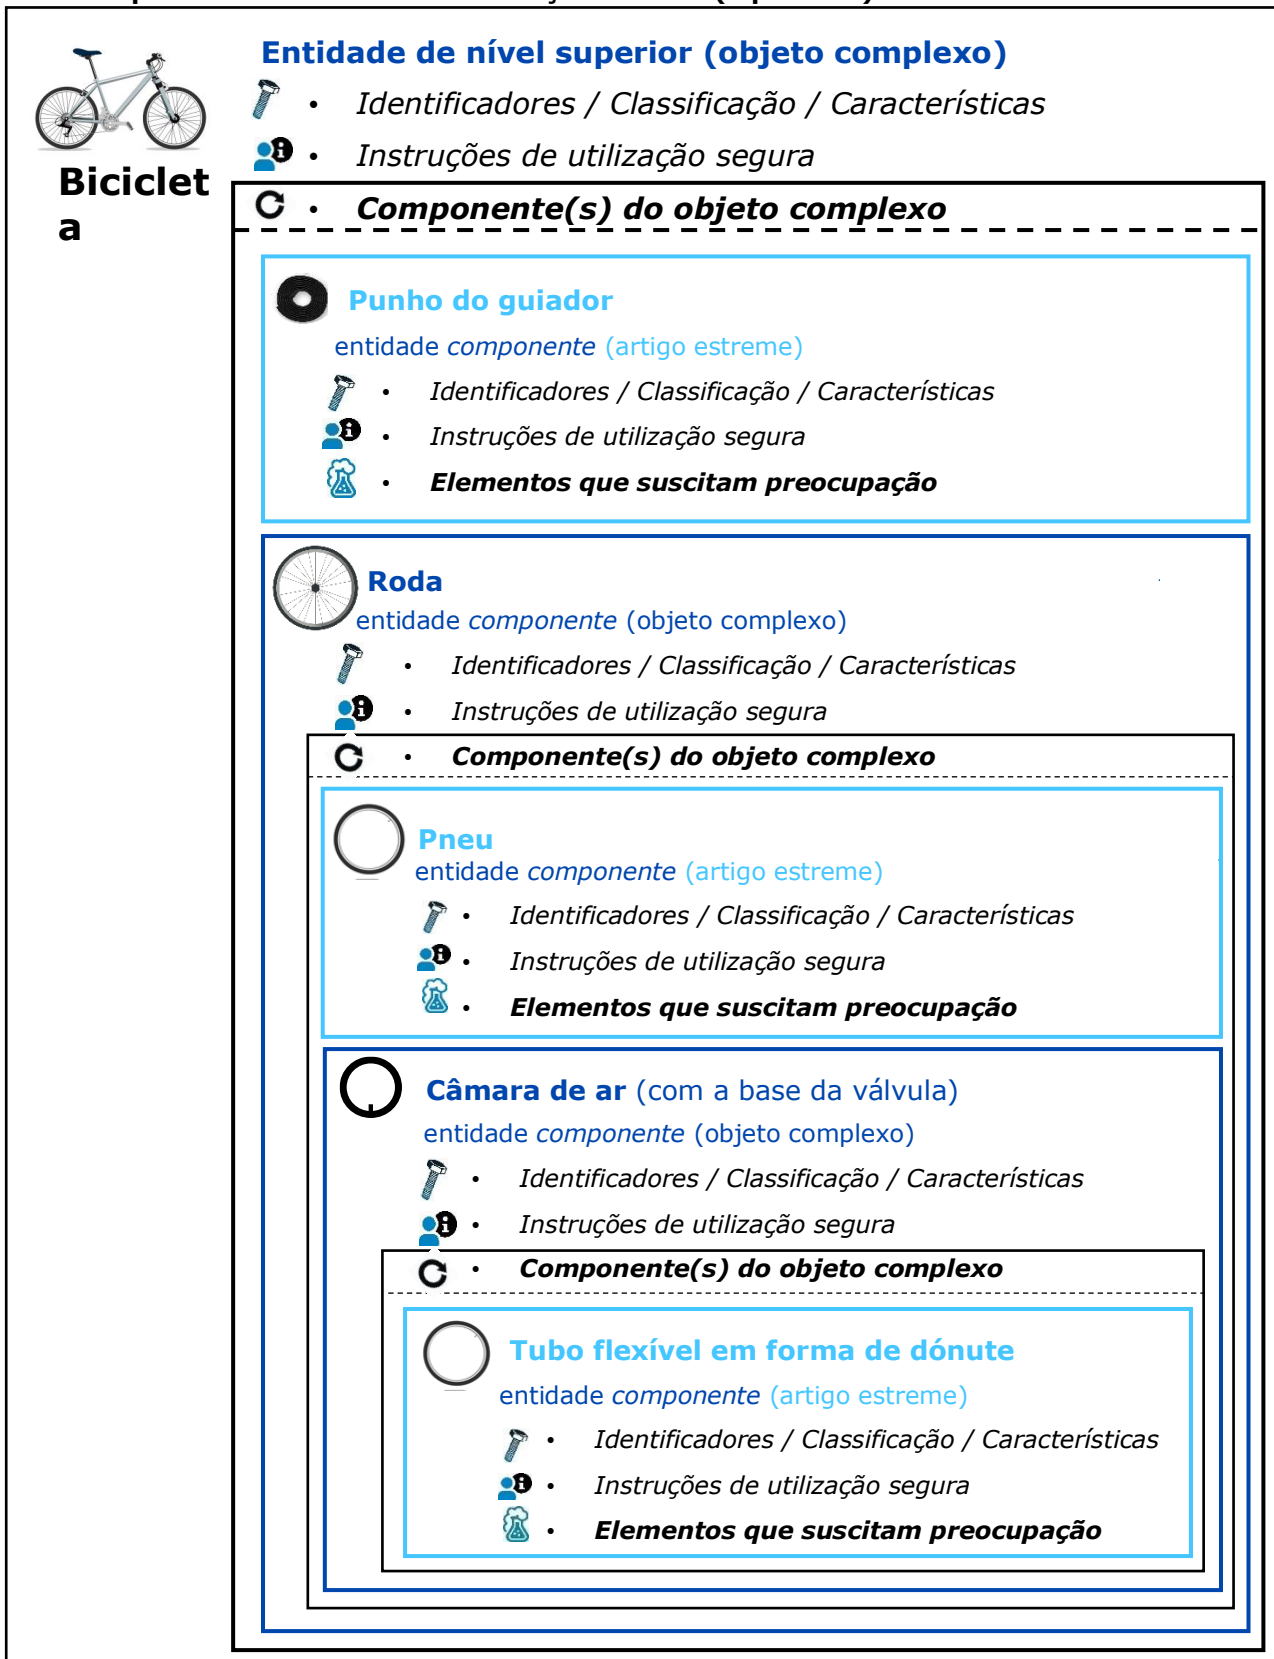 Entidade de nível superior (objeto complexo)
• Identificadores / Classificação / Características
• Instruções de utilização segura
Biciclet
a
• Componente(s) do objeto complexo
Punho do guiador
entidade componente (artigo estreme)
• Identificadores / Classificação / Características
• Instruções de utilização segura
• Elementos que suscitam preocupação
Roda
entidade componente (objeto complexo)
• Identificadores / Classificação / Características
• Instruções de utilização segura
• Componente(s) do objeto complexo
Pneu
entidade componente (artigo estreme)
• Identificadores / Classificação / Características
• Instruções de utilização segura
• Elementos que suscitam preocupação
Câmara de ar (com a base da válvula)
entidade componente (objeto complexo)
• Identificadores / Classificação / Características
• Instruções de utilização segura
• Componente(s) do objeto complexo
Tubo flexível em forma de dónute
entidade componente (artigo estreme)
• Identificadores / Classificação / Características
• Instruções de utilização segura
• Elementos que suscitam preocupação